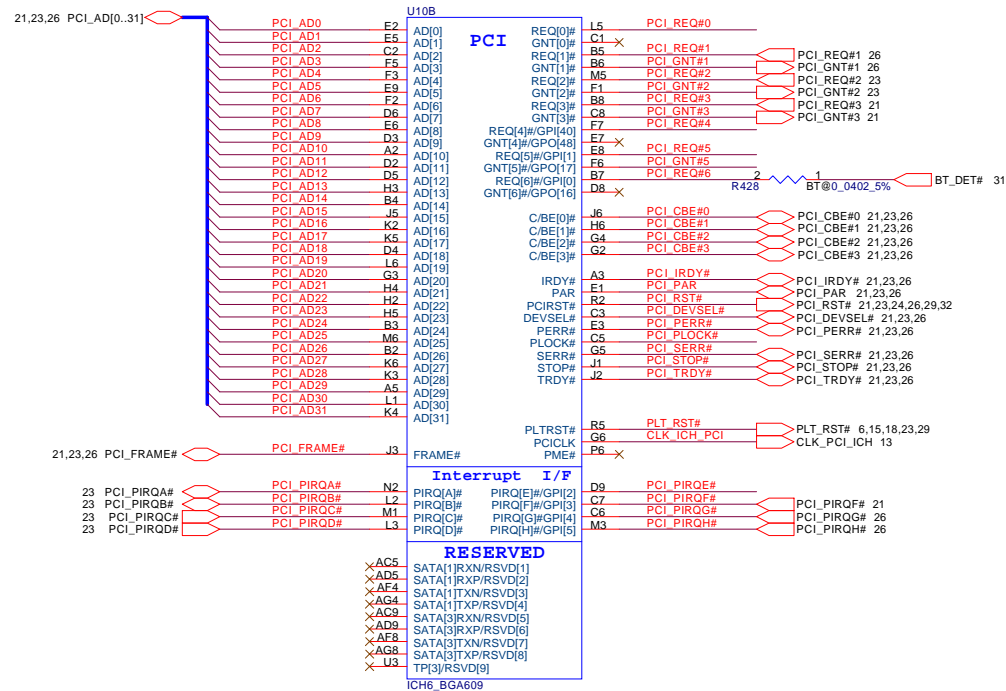 U10B
21,23,26 PCI_AD[0..31]
PCI
PCI_AD0 E2 AD[0]
PCI_AD1 E5 AD[1]
PCI_AD2 C2 AD[2]
PCI_AD3 F5 AD[3]
PCI_AD4 F3 AD[4]
PCI_AD5 E9 AD[5]
PCI_AD6 F2 AD[6]
PCI_AD7 D6 AD[7]
PCI_AD8 E6 AD[8]
PCI_AD9 D3 AD[9]
PCI_AD10 A2 AD[10]
PCI_AD11 D2 AD[11]
PCI_AD12 D5 AD[12]
PCI_AD13 H3 AD[13]
PCI_AD14 B4 AD[14]
PCI_AD15 J5 AD[15]
PCI_AD16 K2 AD[16]
PCI_AD17 K5 AD[17]
PCI_AD18 D4 AD[18]
PCI_AD19 L6 AD[19]
PCI_AD20 G3 AD[20]
PCI_AD21 H4 AD[21]
PCI_AD22 H2 AD[22]
PCI_AD23 H5 AD[23]
PCI_AD24 B3 AD[24]
PCI_AD25 M6 AD[25]
PCI_AD26 B2 AD[26]
PCI_AD27 K6 AD[27]
PCI_AD28 K3 AD[28]
PCI_AD29 A5 AD[29]
PCI_AD30 L1 AD[30]
PCI_AD31 K4 AD[31]
21,23,26 PCI_FRAME# PCI_FRAME# J3 FRAME#
REQ[0]# L5 PCI_REQ#0
GNT[0]# C1
REQ[1]# B5 PCI_REQ#1 PCI_REQ#1 26
GNT[1]# B6 PCI_GNT#1 PCI_GNT#1 26
REQ[2]# M5 PCI_REQ#2 PCI_REQ#2 23
GNT[2]# F1 PCI_GNT#2 PCI_GNT#2 23
REQ[3]# B8 PCI_REQ#3 PCI_REQ#3 21
GNT[3]# C8 PCI_GNT#3 PCI_GNT#3 21
REQ[4]#/GPI[40] F7 PCI_REQ#4
GNT[4]#/GPO[48] E7
REQ[5]#/GPI[1] E8 PCI_REQ#5
GNT[5]#/GPO[17] F6 PCI_GNT#5
REQ[6]#/GPI[0] B7 PCI_REQ#6 2 1 BT_DET# 31
GNT[6]#/GPO[16] D8 R428 BT@0_0402_5%
C/BE[0]# J6 PCI_CBE#0 PCI_CBE#0 21,23,26
C/BE[1]# H6 PCI_CBE#1 PCI_CBE#1 21,23,26
C/BE[2]# G4 PCI_CBE#2 PCI_CBE#2 21,23,26
C/BE[3]# G2 PCI_CBE#3 PCI_CBE#3 21,23,26
IRDY# A3 PCI_IRDY# PCI_IRDY# 21,23,26
PAR E1 PCI_PAR PCI_PAR 21,23,26
PCIRST# R2 PCI_RST# PCI_RST# 21,23,24,26,29,32
DEVSEL# C3 PCI_DEVSEL# PCI_DEVSEL# 21,23,26
PERR# E3 PCI_PERR# PCI_PERR# 21,23,26
PLOCK# C5 PCI_PLOCK#
SERR# G5 PCI_SERR# PCI_SERR# 21,23,26
STOP# J1 PCI_STOP# PCI_STOP# 21,23,26
TRDY# J2 PCI_TRDY# PCI_TRDY# 21,23,26
PLTRST# R5 PLT_RST# PLT_RST# 6,15,18,23,29
PCICLK G6 CLK_ICH_PCI CLK_PCI_ICH 13
PME# P6
Interrupt I/F
23 PCI_PIRQA# PCI_PIRQA# N2 PIRQ[A]# PIRQ[E]#/GPI[2] D9 PCI_PIRQE#
23 PCI_PIRQB# PCI_PIRQB# L2 PIRQ[B]# PIRQ[F]#/GPI[3] C7 PCI_PIRQF# PCI_PIRQF# 21
23 PCI_PIRQC# PCI_PIRQC# M1 PIRQ[C]# PIRQ[G]#GPI[4] C6 PCI_PIRQG# PCI_PIRQG# 26
23 PCI_PIRQD# PCI_PIRQD# L3 PIRQ[D]# PIRQ[H]#/GPI[5] M3 PCI_PIRQH# PCI_PIRQH# 26
RESERVED
AC5 SATA[1]RXN/RSVD[1]
AD5 SATA[1]RXP/RSVD[2]
AF4 SATA[1]TXN/RSVD[3]
AG4 SATA[1]TXP/RSVD[4]
AC9 SATA[3]RXN/RSVD[5]
AD9 SATA[3]RXP/RSVD[6]
AF8 SATA[3]TXN/RSVD[7]
AG8 SATA[3]TXP/RSVD[8]
U3 TP[3]/RSVD[9]
ICH6_BGA609